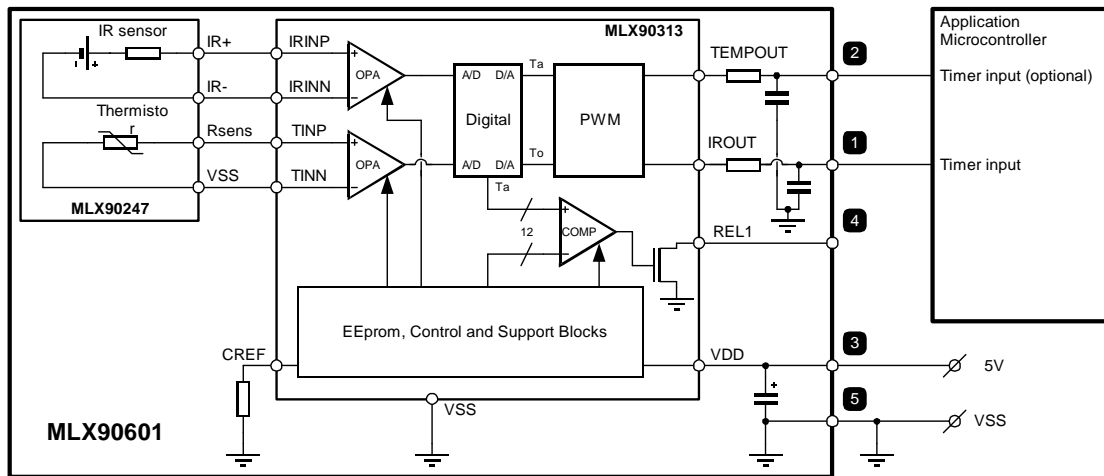 MLX90313
IR sensor
IR+
IRINP
+
OPA
-
IR-
IRINN
Thermisto
r
Rsens
TINP
+
OPA
-
VSS
TINN
MLX90247
A/D D/A
Digital
A/D D/A
Ta
To
Ta
PWM
TEMPOUT
IROUT
12
+
COMP
-
REL1
EEprom, Control and Support Blocks
CREF
VDD
VSS
+
MLX90601
2
1
4
3
5
Application
Microcontroller
Timer input (optional)
Timer input
5V
VSS